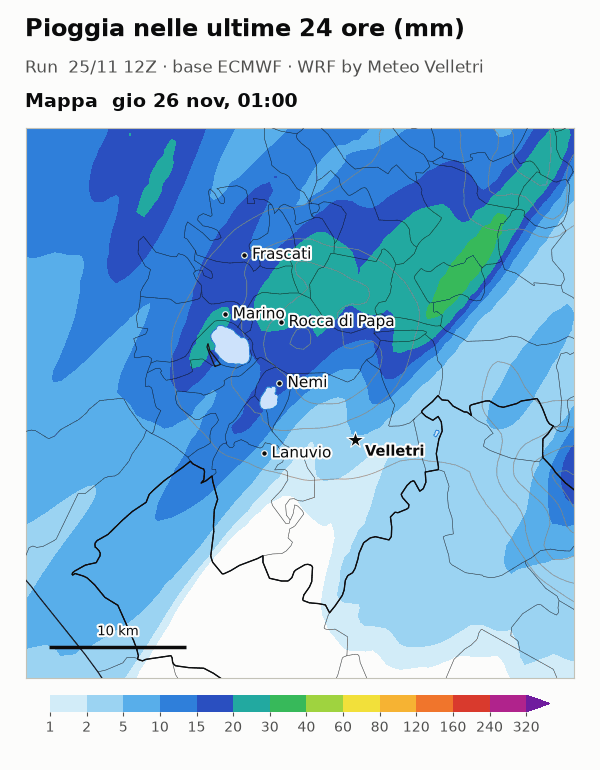 Pioggia nelle ultime 24 ore (mm)
Run  25/11 12Z · base ECMWF · WRF by Meteo Velletri
Mappa  gio 26 nov, 01:00
Frascati
Marino
Rocca di Papa
Nemi
Velletri
Lanuvio
10 km
1 2 5 10 15 20 30 40 60 80 120 160 240 320